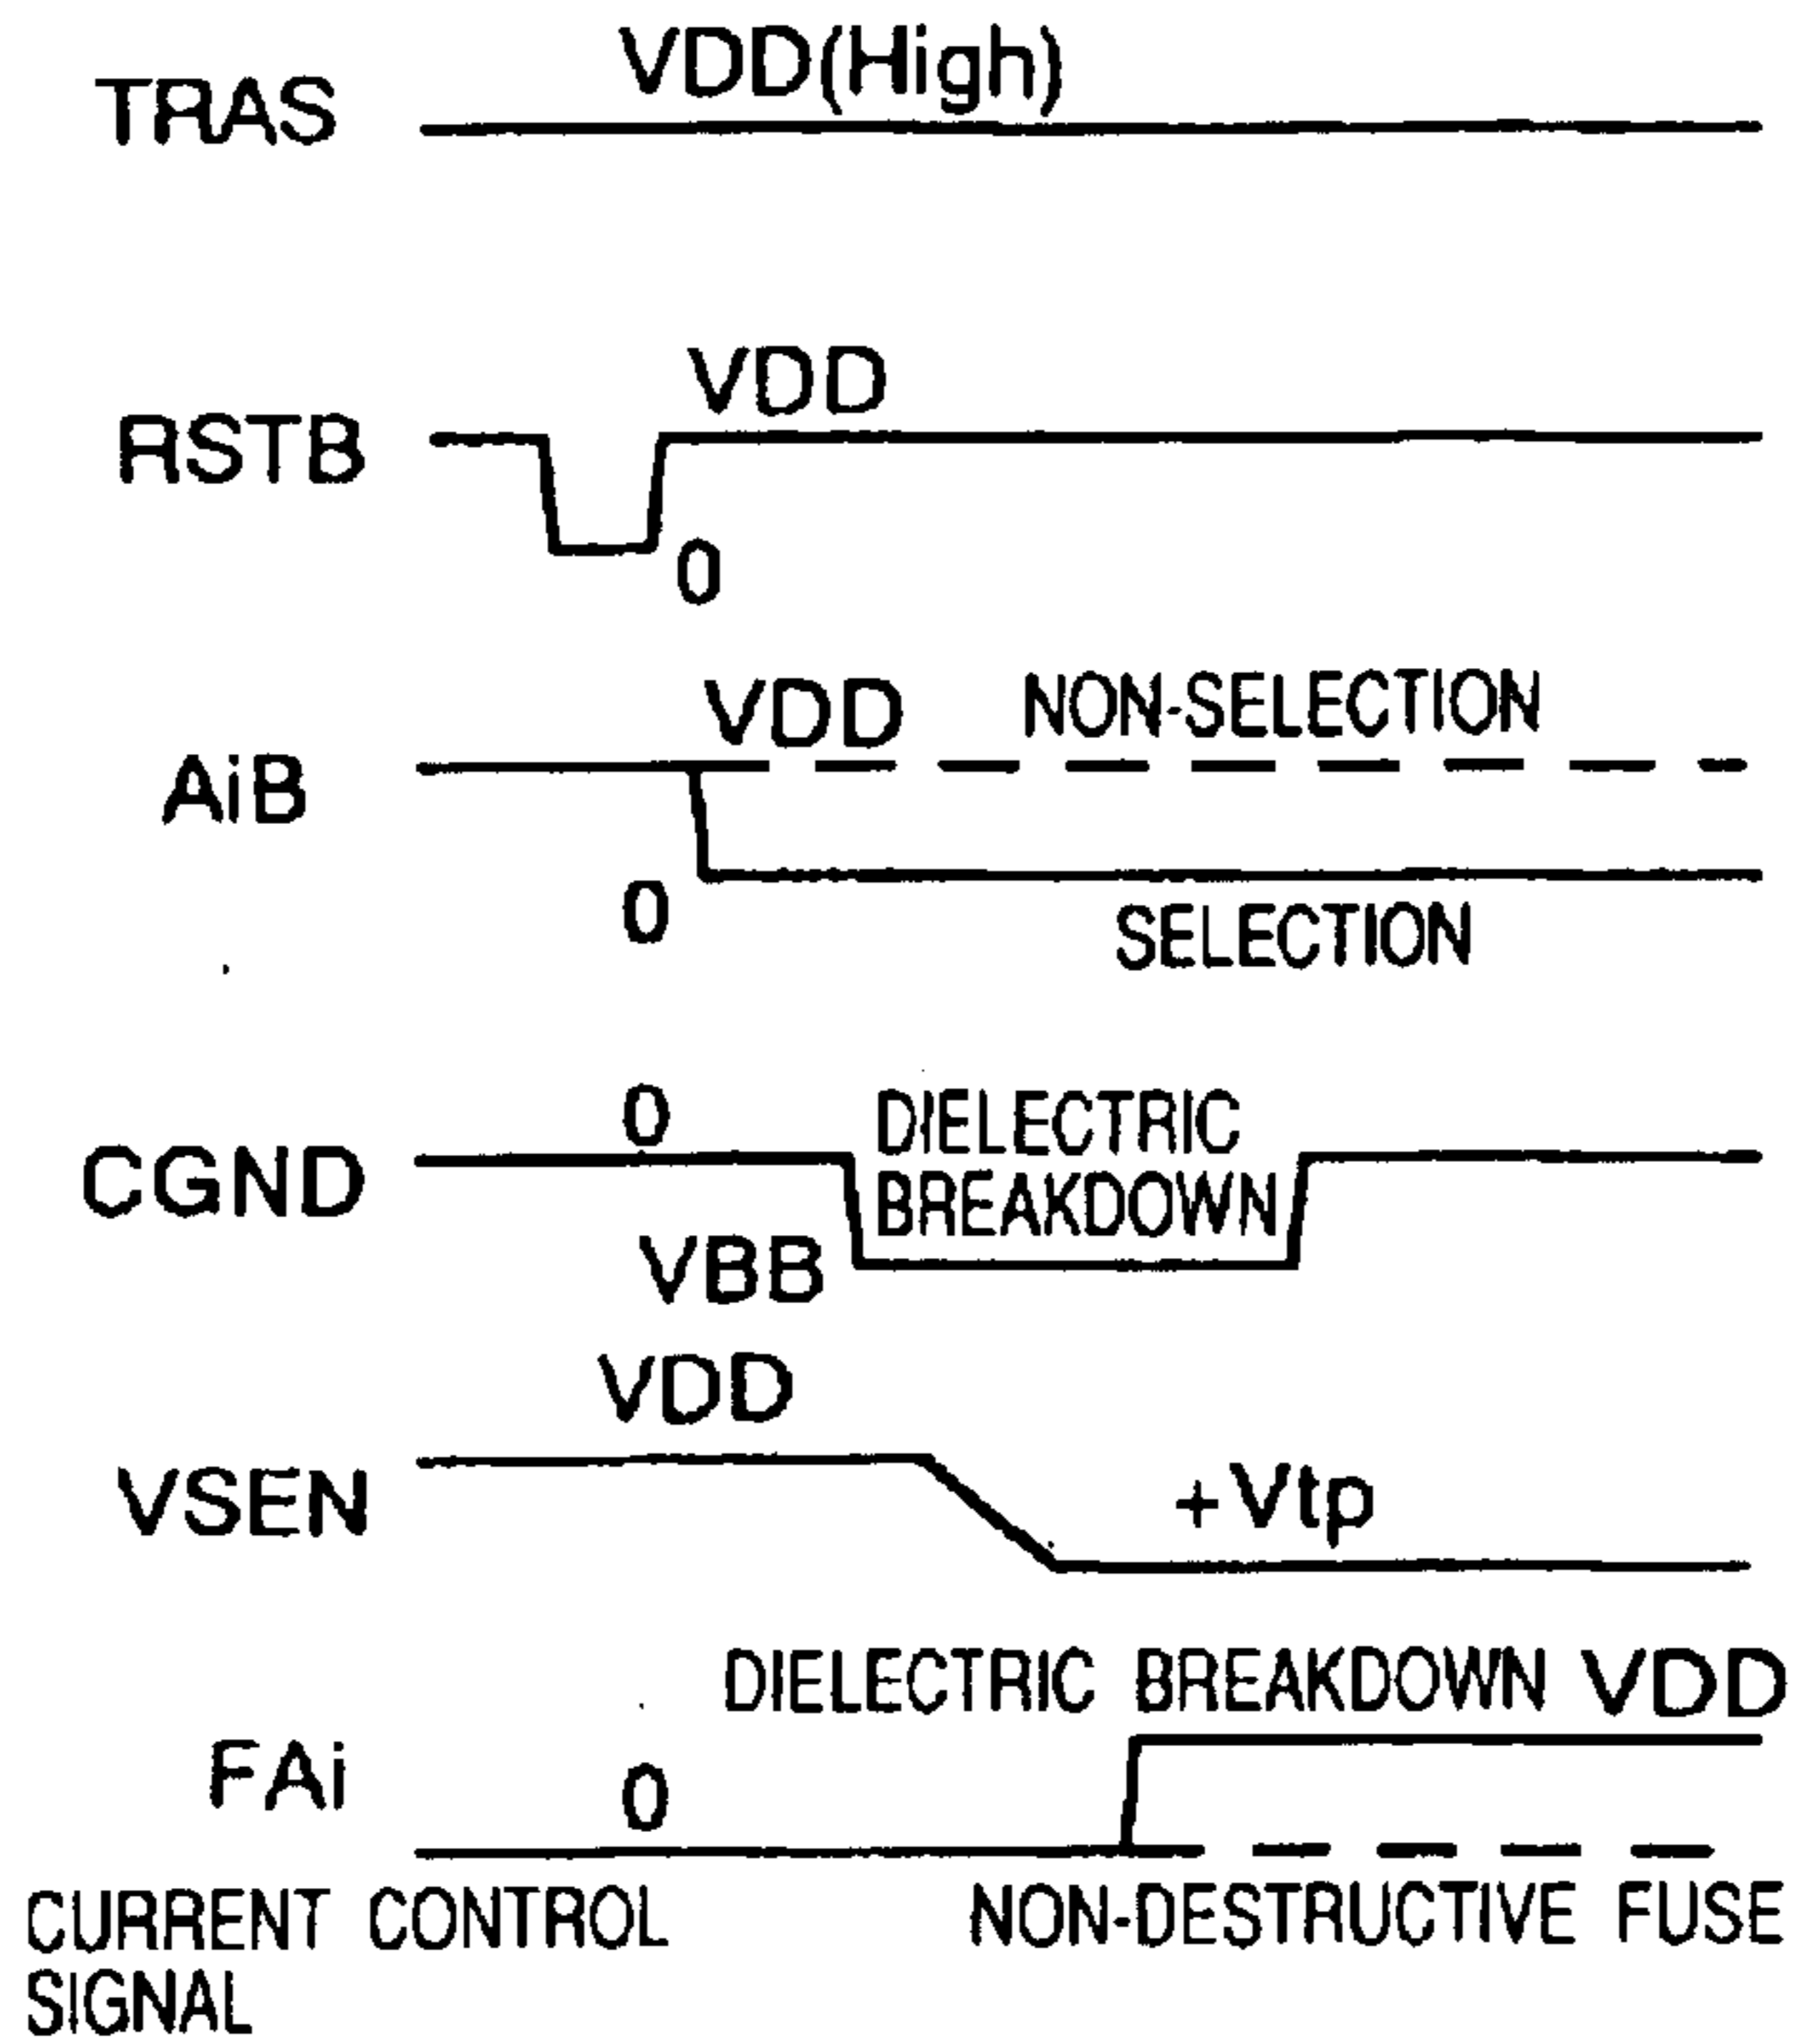 VDD(High)
TRAS
VDD
RSTB
0
VDD NON-SELECTION
AiB
0
SELECTION
0 DIELECTRIC
CGND BREAKDOWN
VBB
VDD
VSEN +Vtp
DIELECTRIC BREAKDOWN VDD
FAi 0
CURRENT CONTROL NON-DESTRUCTIVE FUSE
SIGNAL